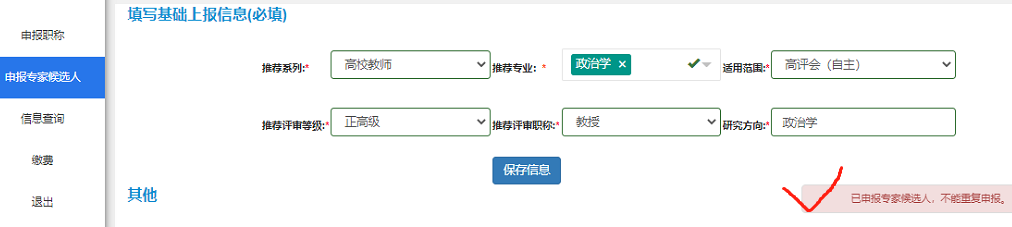 填写基础上报信息(必填)
申报职称
推荐系列:* 高校教师 推荐专业：* 政治学 × 适用范围:* 高评会（自主）
申报专家候选人
信息查询
推荐评审等级:* 正高级 推荐评审职称:* 教授 研究方向:* 政治学
缴费
保存信息
退出
其他
已申报专家候选人，不能重复申报。